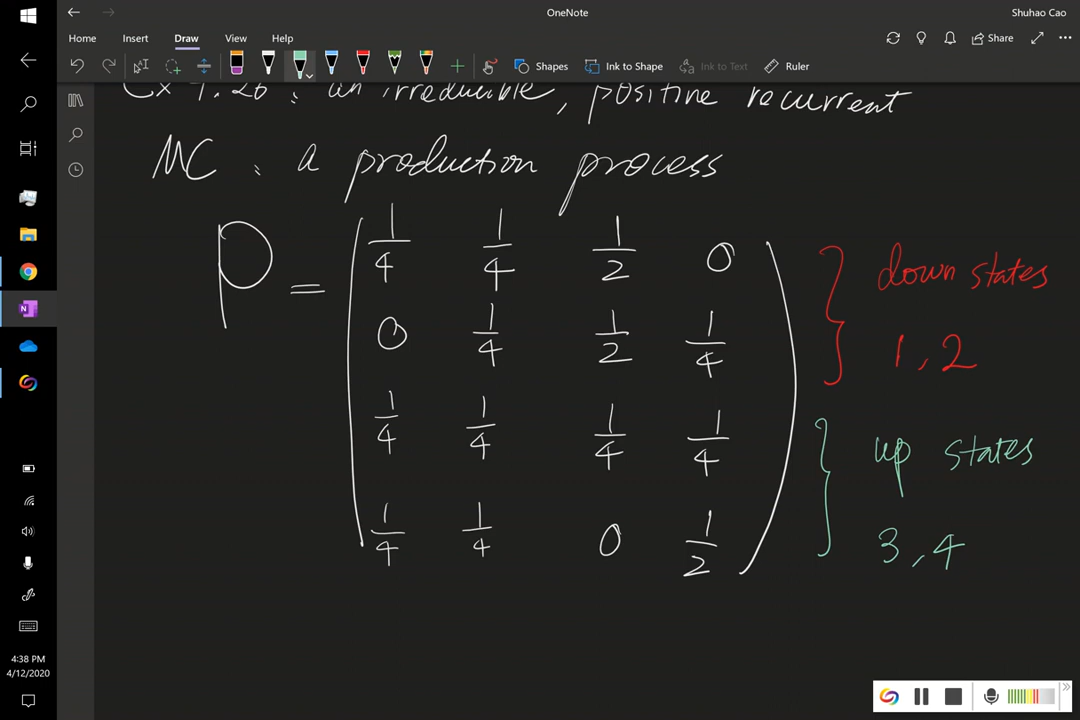 OneNote
Shuhao Cao
Home Insert Draw View Help
Share
Shapes Ink to Shape Ink to Text Ruler
: an irreducible, positive recurrent
MC : a production process
P = ( 1/4 1/4 1/2 0
0 1/4 1/2 1/4
1/4 1/4 1/4 1/4
1/4 1/4 0 1/2 )
} down states
1, 2
} up states
3, 4
4:38 PM
4/12/2020